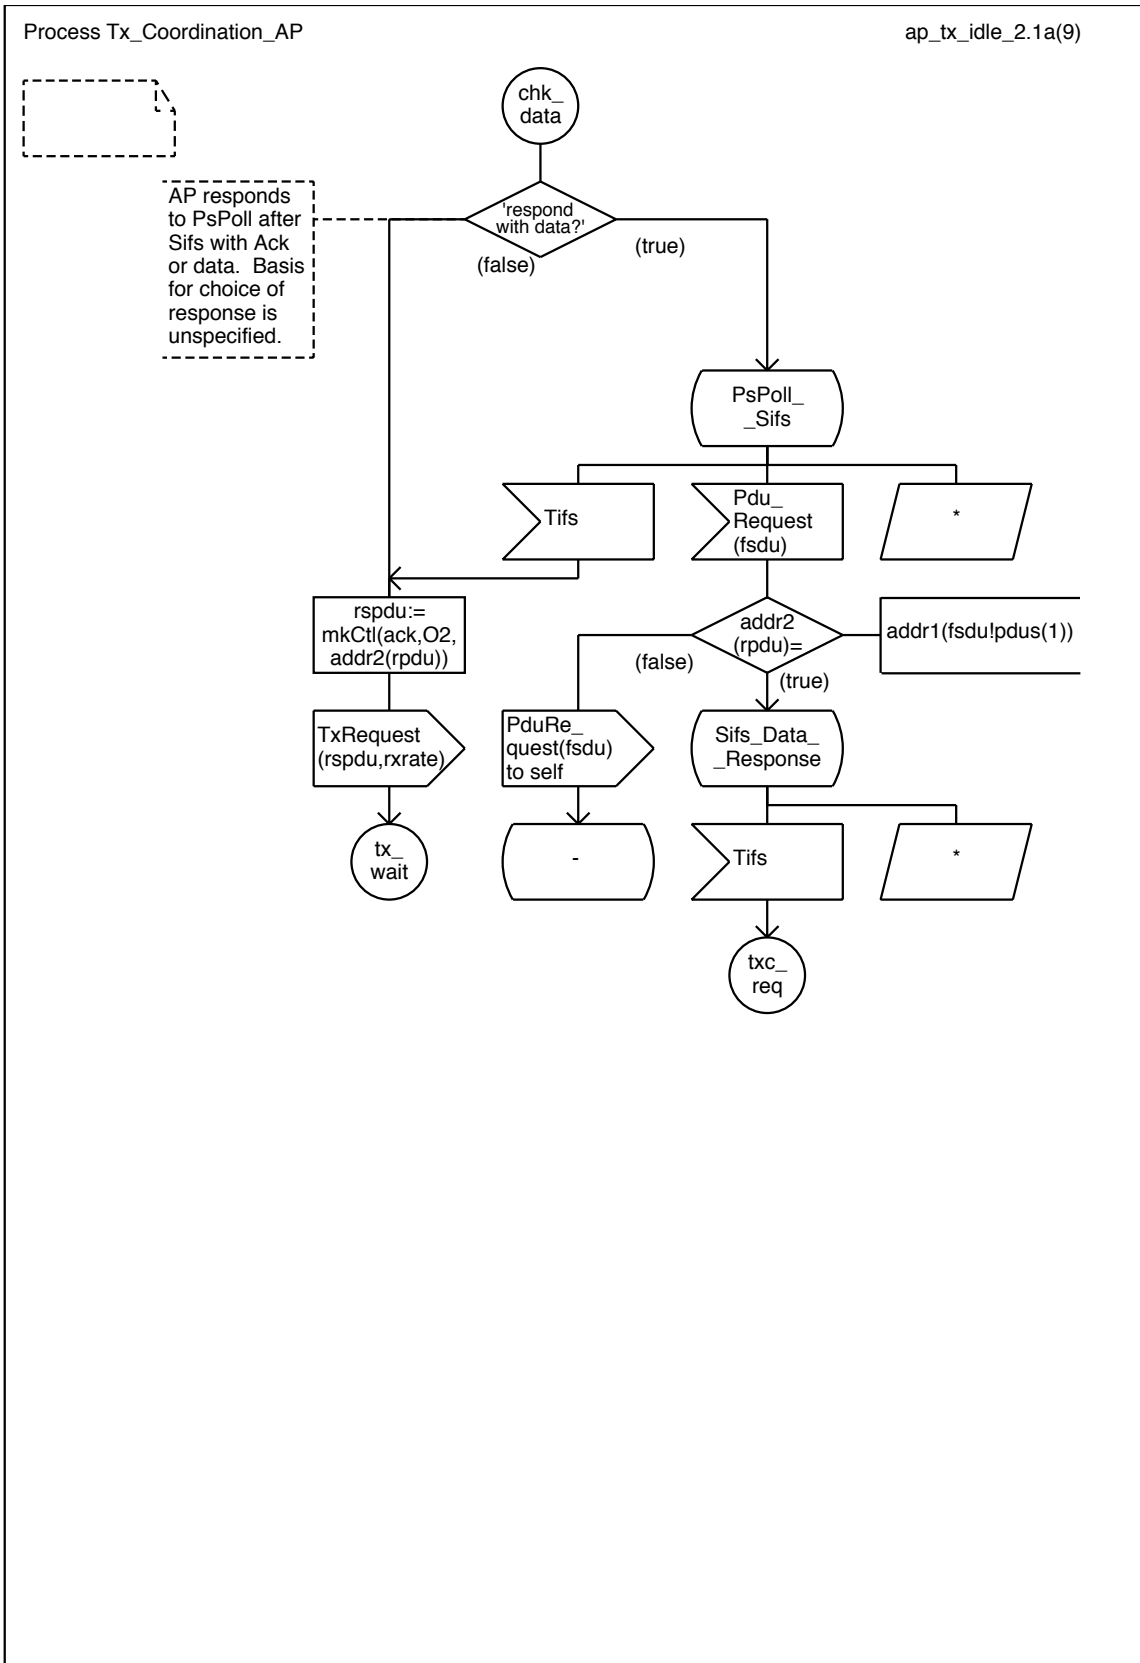 Process Tx_Coordination_AP
ap_tx_idle_2.1a(9)
chk_
data
AP responds
to PsPoll after
Sifs with Ack
or data.  Basis
for choice of
response is
unspecified.
'respond
with data?'
(false)
(true)
PsPoll_
_Sifs
Tifs
Pdu_
Request
(fsdu)
*
rspdu:=
mkCtl(ack,O2,
addr2(rpdu))
addr2
(rpdu)=
addr1(fsdu!pdus(1))
(false)
(true)
TxRequest
(rspdu,rxrate)
PduRe_
quest(fsdu)
to self
Sifs_Data_
_Response
tx_
wait
-
Tifs
*
txc_
req